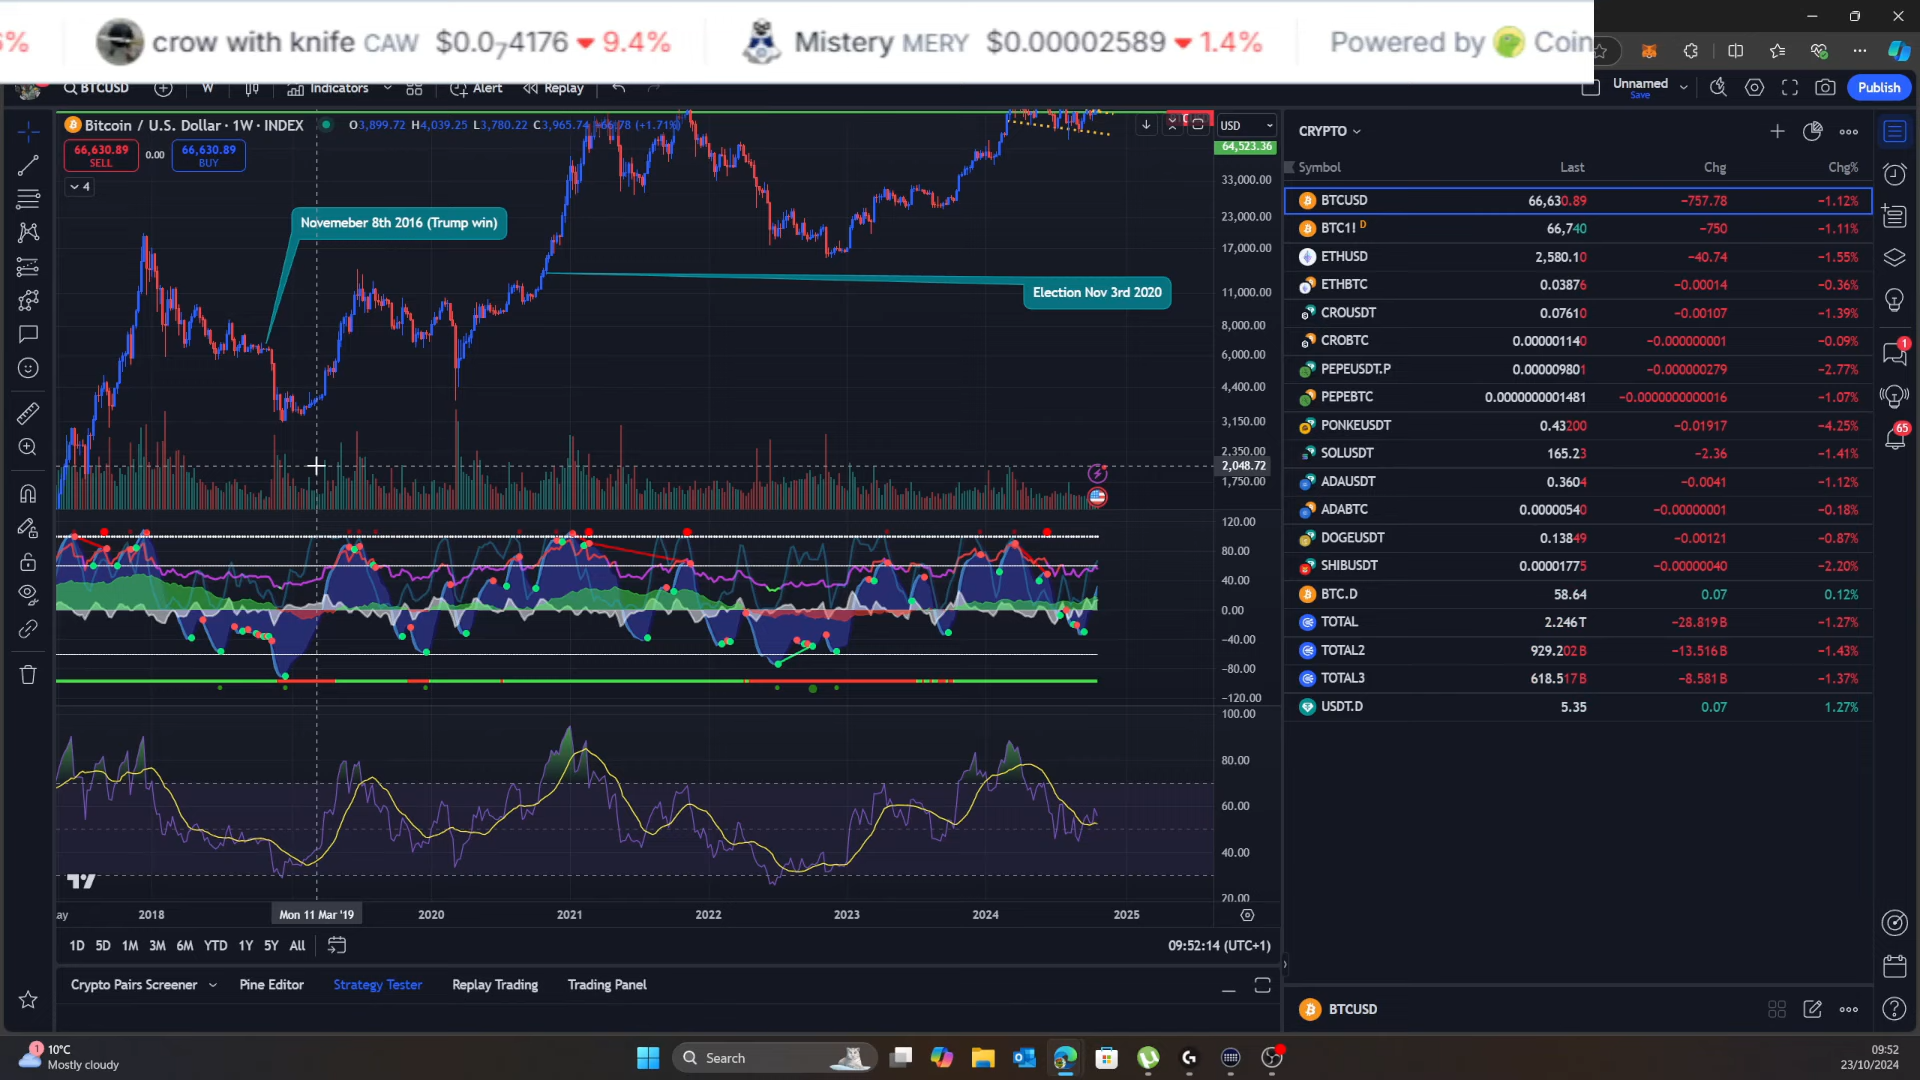 6%
crow with knife CAW $0.0₇4176 ▼ 9.4%
Mistery MERY $0.00002589 ▼ 1.4%
Powered by Coin
BTCUSD
W
Indicators
Alert
Replay
Unnamed
Save
Publish
Bitcoin / U.S. Dollar · 1W · INDEX
O3,899.72 H4,039.25 L3,780.22 C3,965.74 +66.78 (+1.71%)
66,630.89
SELL
0.00
66,630.89
BUY
4
USD
64,523.36
33,000.00
23,000.00
17,000.00
11,000.00
8,000.00
6,000.00
4,400.00
3,150.00
2,350.00
2,048.72
1,750.00
Novemeber 8th 2016 (Trump win)
Election Nov 3rd 2020
120.00
80.00
40.00
0.00
−40.00
−80.00
−120.00
100.00
80.00
60.00
40.00
20.00
ay
2018
Mon 11 Mar '19
2020
2021
2022
2023
2024
2025
1D 5D 1M 3M 6M YTD 1Y 5Y All
09:52:14 (UTC+1)
Crypto Pairs Screener
Pine Editor
Strategy Tester
Replay Trading
Trading Panel
CRYPTO
Symbol Last Chg Chg%
BTCUSD 66,630.89 −757.78 −1.12%
BTC1! D 66,740 −750 −1.11%
ETHUSD 2,580.10 −40.74 −1.55%
ETHBTC 0.03876 −0.00014 −0.36%
CROUSDT 0.07610 −0.00107 −1.39%
CROBTC 0.000001140 −0.000000001 −0.09%
PEPEUSDT.P 0.000009801 −0.000000279 −2.77%
PEPEBTC 0.0000000001481 −0.0000000000016 −1.07%
PONKEUSDT 0.43200 −0.01917 −4.25%
SOLUSDT 165.23 −2.36 −1.41%
ADAUSDT 0.3604 −0.0041 −1.12%
ADABTC 0.00000540 −0.00000001 −0.18%
DOGEUSDT 0.13849 −0.00121 −0.87%
SHIBUSDT 0.00001775 −0.00000040 −2.20%
BTC.D 58.64 0.07 0.12%
TOTAL 2.246T −28.819B −1.27%
TOTAL2 929.202B −13.516B −1.43%
TOTAL3 618.517B −8.581B −1.37%
USDT.D 5.35 0.07 1.27%
BTCUSD
1
65
1
10°C
Mostly cloudy
Search
09:52
23/10/2024